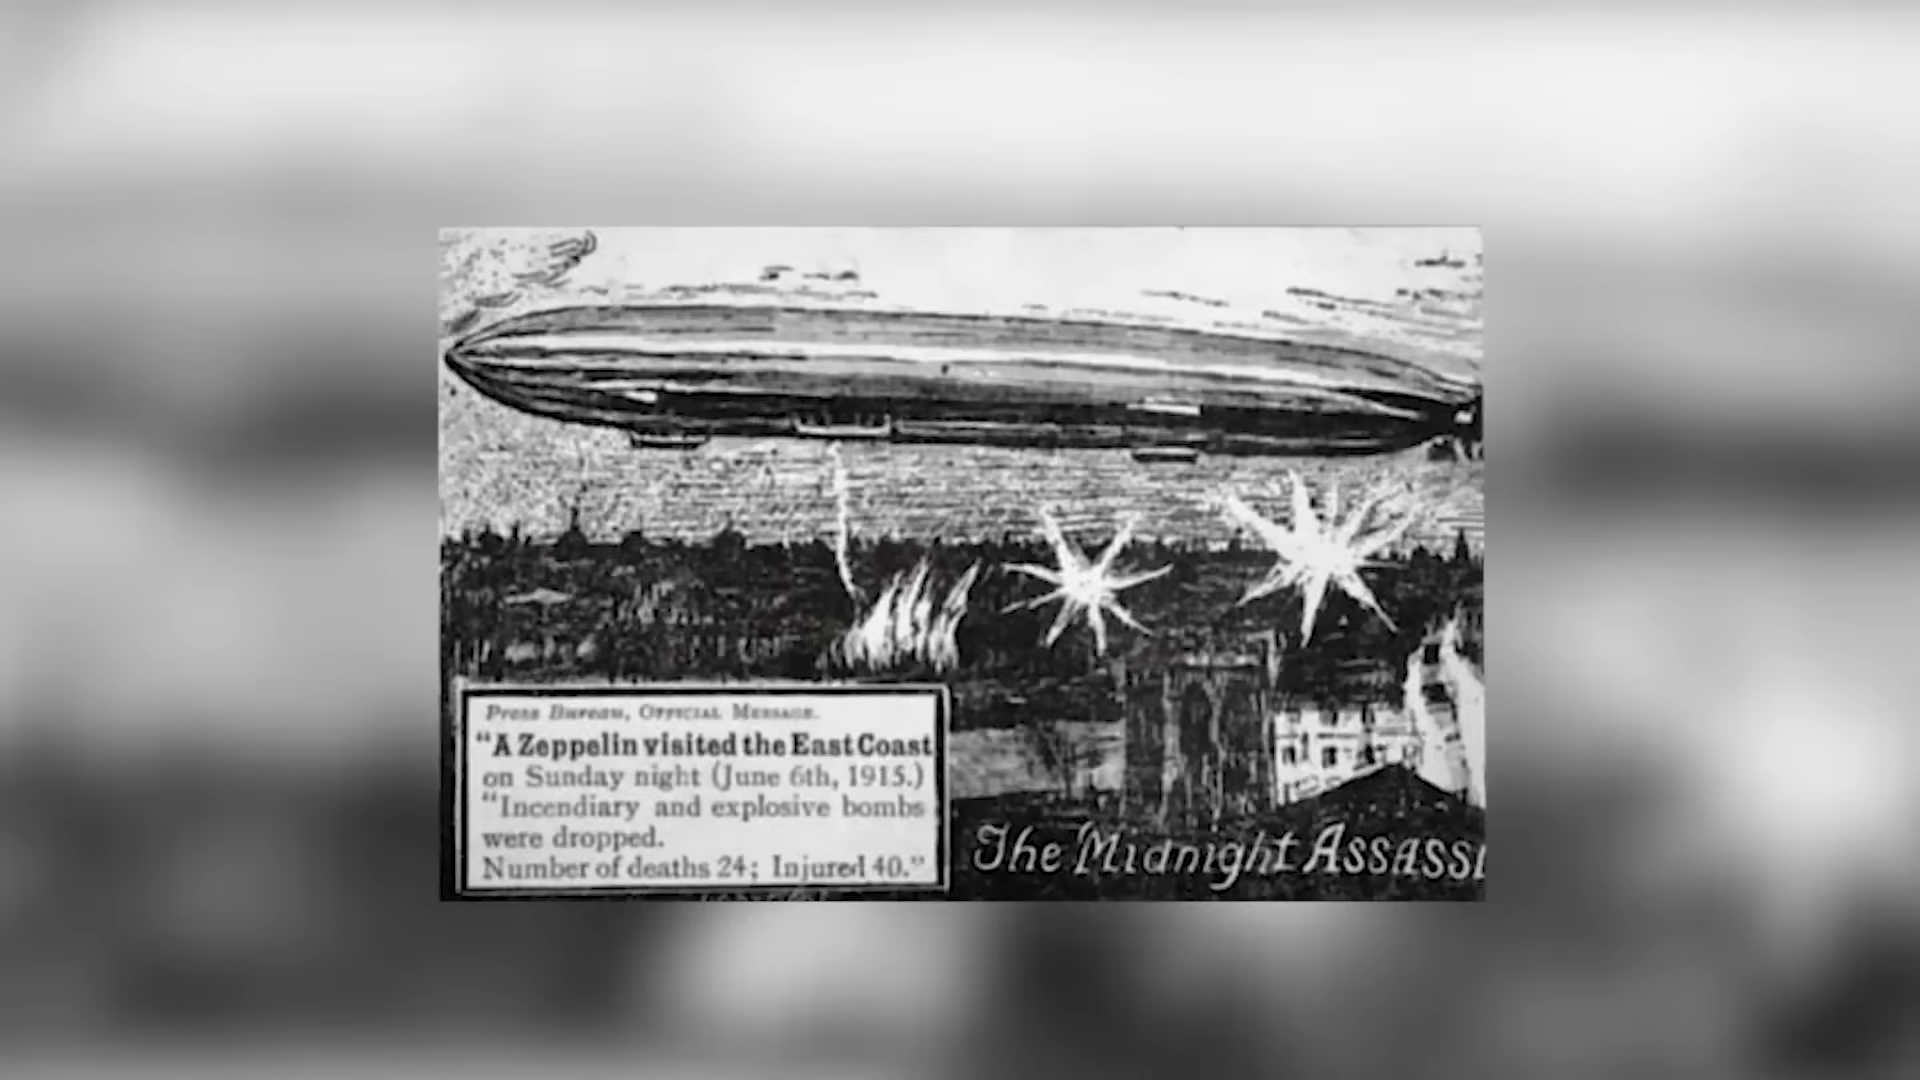 Press Bureau, Official Message.
"A Zeppelin visited the East Coast
on Sunday night (June 6th, 1915.)
"Incendiary and explosive bombs
were dropped.
Number of deaths 24; Injured 40."
The Midnight Assassi